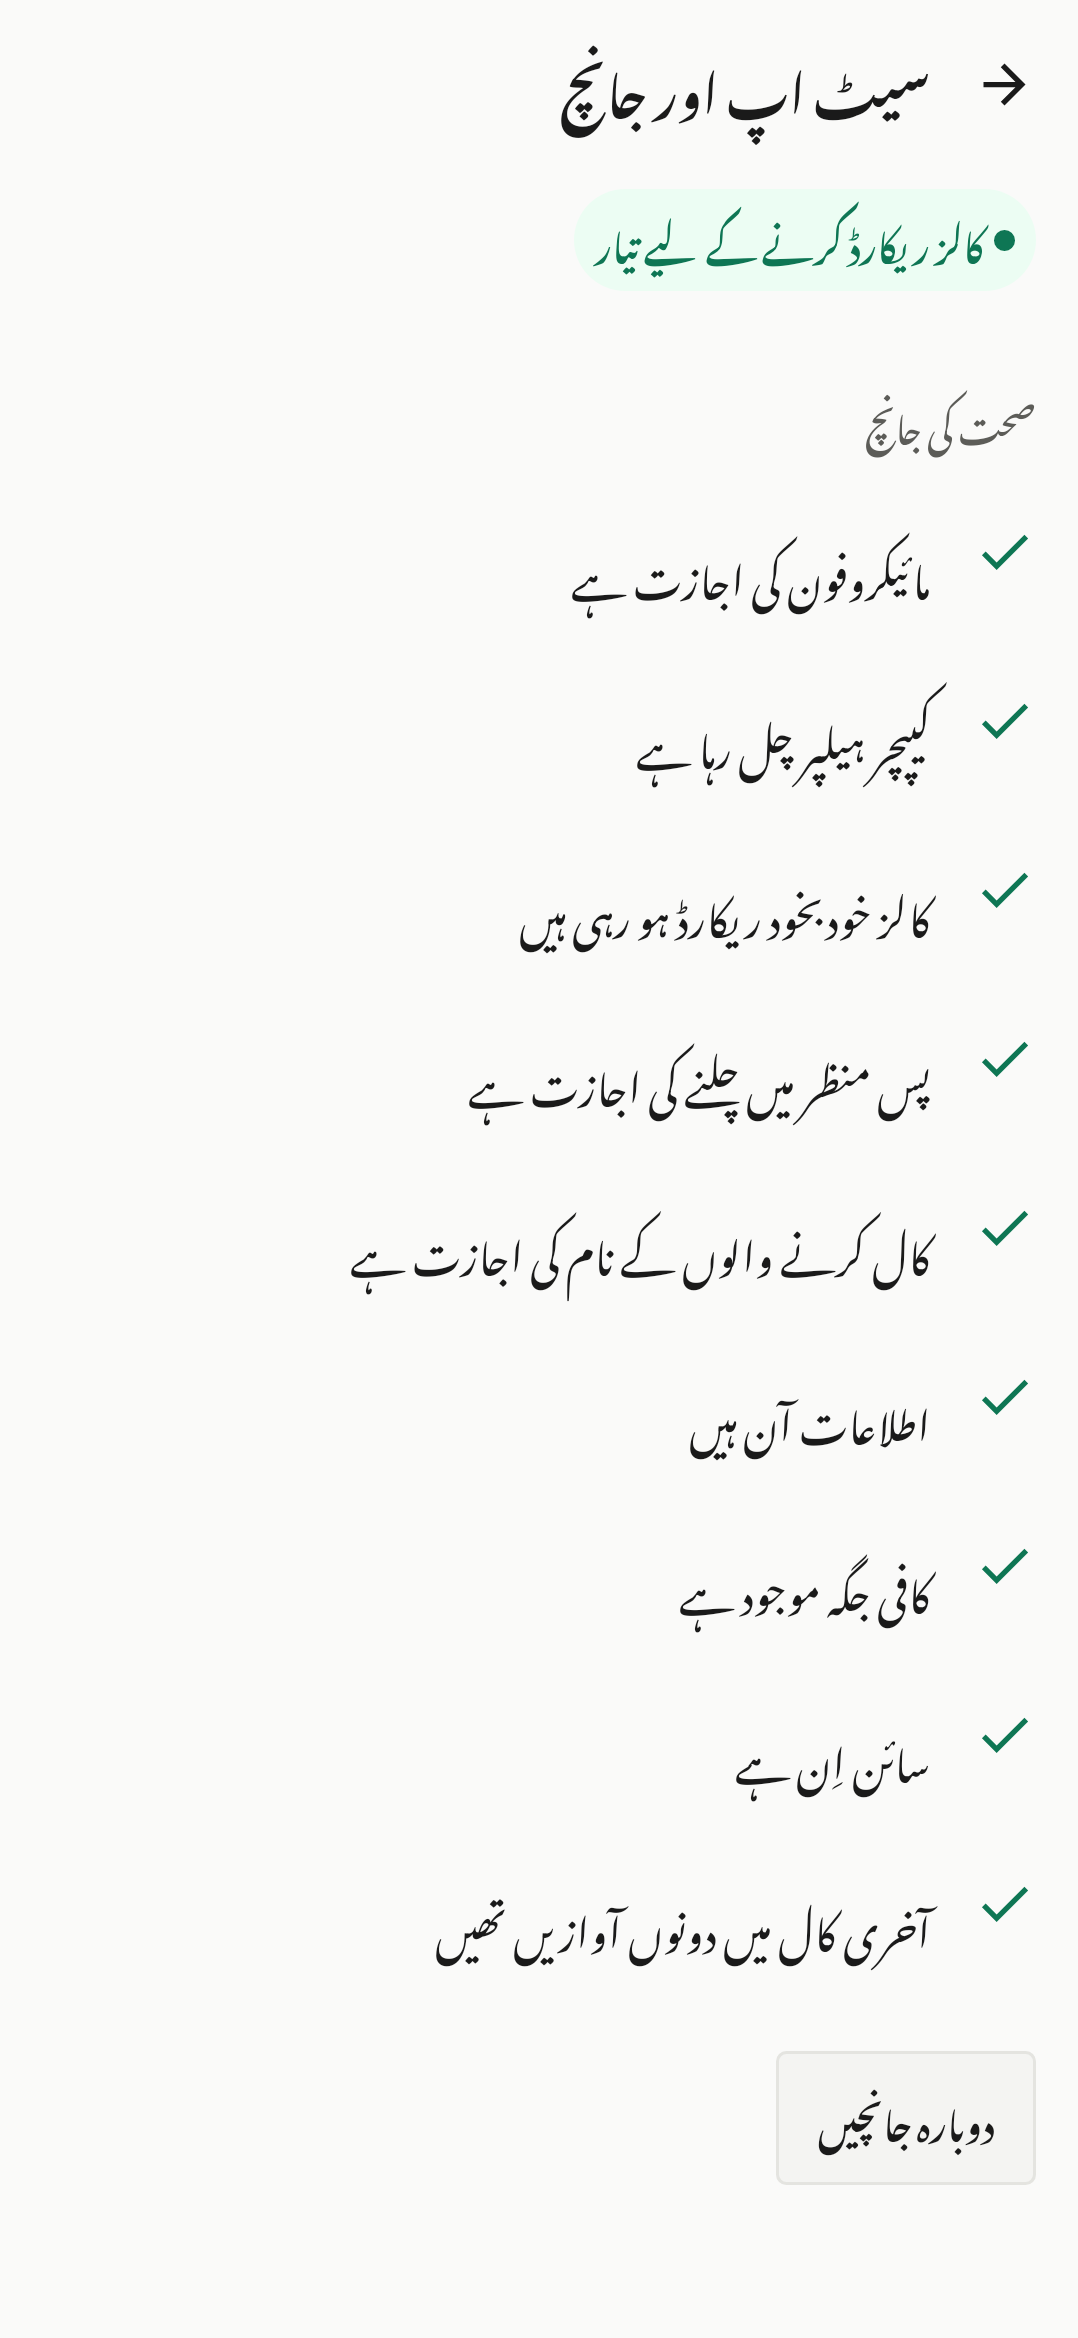 سیٹ اپ اور جانچ
کالز ریکارڈ کرنے کے لیے تیار
صحت کی جانچ
مائیکروفون کی اجازت ہے
کیپچر ہیلپر چل رہا ہے
کالز خود بخود ریکارڈ ہو رہی ہیں
پس منظر میں چلنے کی اجازت ہے
کال کرنے والوں کے نام کی اجازت ہے
اطلاعات آن ہیں
کافی جگہ موجود ہے
سائن اِن ہے
آخری کال میں دونوں آوازیں تھیں
دوبارہ جانچیں